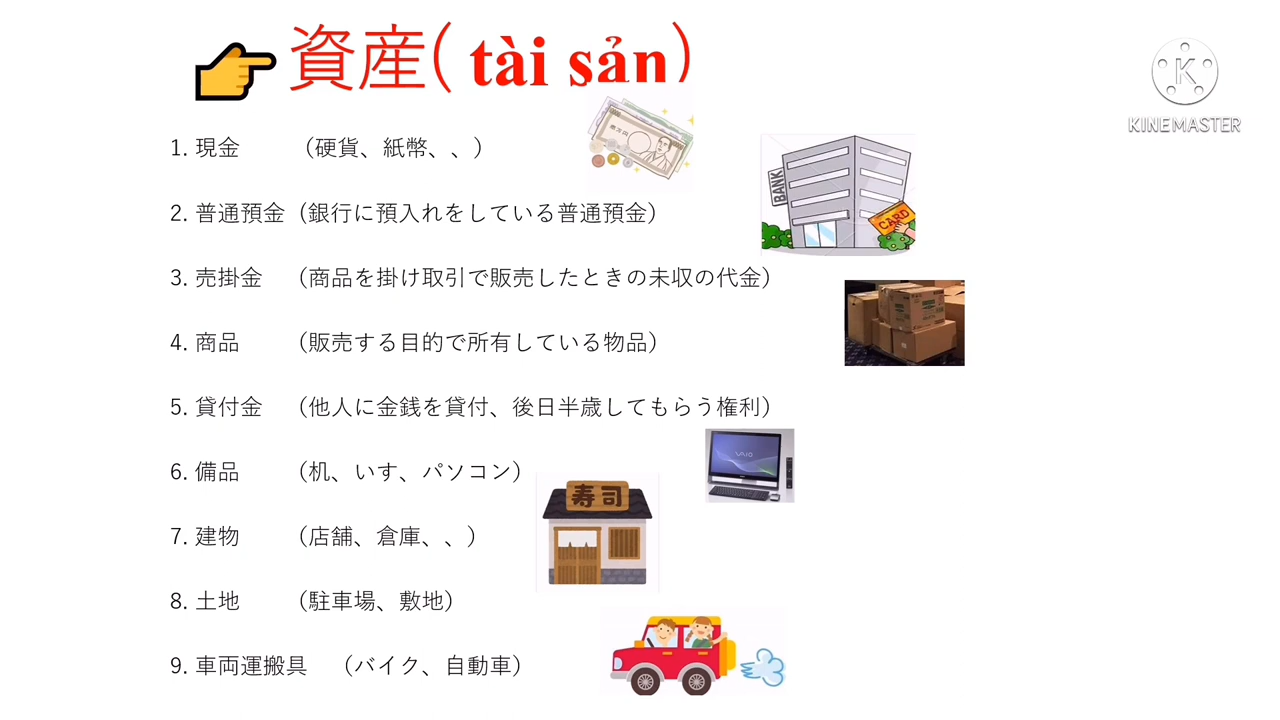 資産( tài sản)
1. 現金 （硬貨、紙幣、、）
2. 普通預金（銀行に預入れをしている普通預金）
3. 売掛金 （商品を掛け取引で販売したときの未収の代金）
4. 商品 （販売する目的で所有している物品）
5. 貸付金 （他人に金銭を貸付、後日半歳してもらう権利）
6. 備品 （机、いす、パソコン）
7. 建物 （店舗、倉庫、、）
8. 土地 （駐車場、敷地）
9. 車両運搬具 （バイク、自動車）
K
KINEMASTER
BANK
CARD
VAIO
寿司